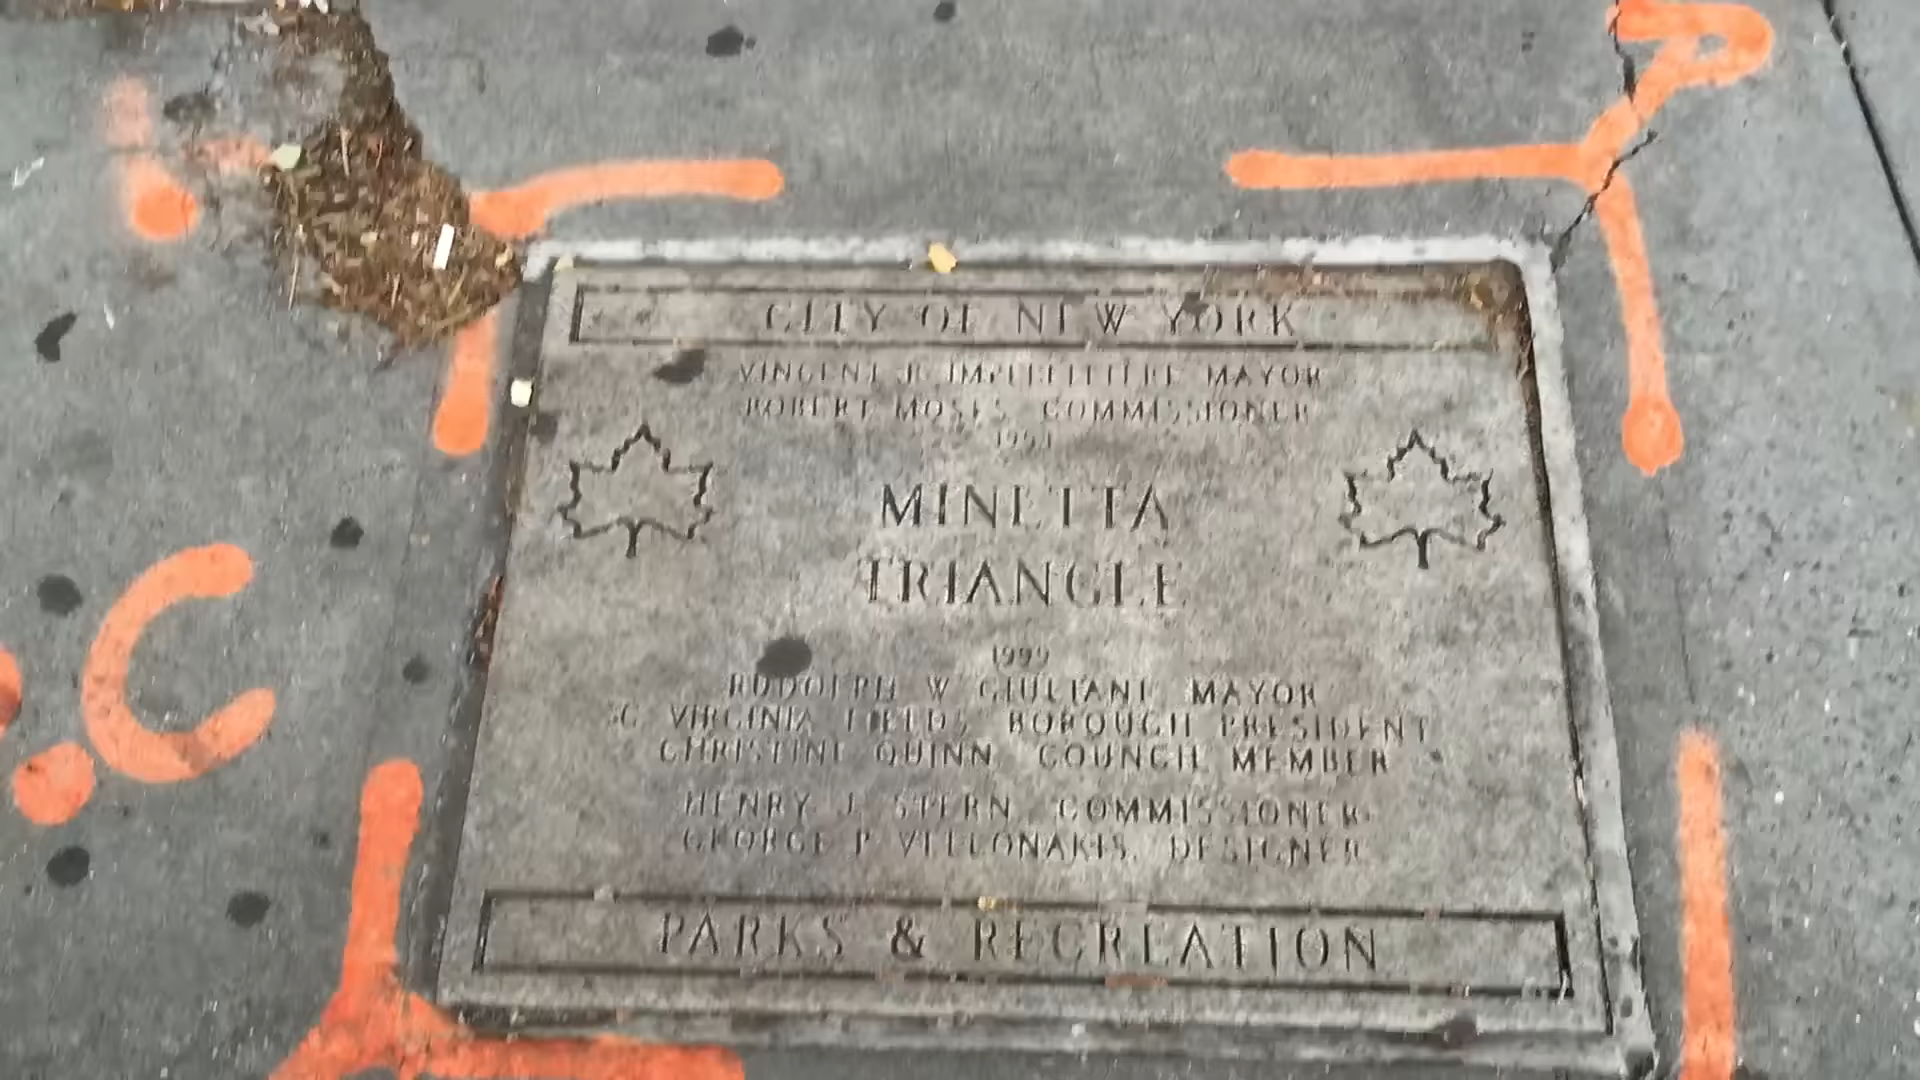 CITY OF NEW YORK
VINCENT R. IMPELLITTERI, MAYOR
ROBERT MOSES, COMMISSIONER
MINETTA
TRIANGLE
1999
RUDOLPH W. GIULIANI, MAYOR
C. VIRGINIA FIELDS, BOROUGH PRESIDENT
CHRISTINE QUINN, COUNCIL MEMBER
HENRY J. STERN, COMMISSIONER
GEORGE P. VELLONAKIS, DESIGNER
PARKS & RECREATION